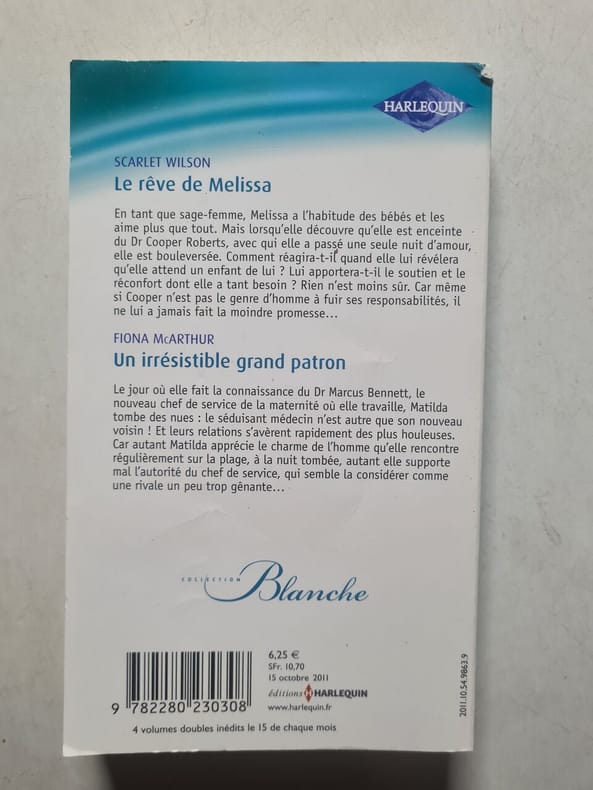 HARLEQUIN
SCARLET WILSON
Le rêve de Melissa
En tant que sage-femme, Melissa a l'habitude des bébés et les
aime plus que tout. Mais lorsqu'elle découvre qu'elle est enceinte
du Dr Cooper Roberts, avec qui elle a passé une seule nuit d'amour,
elle est bouleversée. Comment réagira-t-il quand elle lui révélera
qu'elle attend un enfant de lui ? Lui apportera-t-il le soutien et le
réconfort dont elle a tant besoin ? Rien n'est moins sûr. Car même
si Cooper n'est pas le genre d'homme à fuir ses responsabilités, il
ne lui a jamais fait la moindre promesse...
FIONA McARTHUR
Un irrésistible grand patron
Le jour où elle fait la connaissance du Dr Marcus Bennett, le
nouveau chef de service de la maternité où elle travaille, Matilda
tombe des nues : le séduisant médecin n'est autre que son nouveau
voisin ! Et leurs relations s'avèrent rapidement des plus houleuses.
Car autant Matilda apprécie le charme de l'homme qu'elle rencontre
régulièrement sur la plage, à la nuit tombée, autant elle supporte
mal l'autorité du chef de service, qui semble la considérer comme
une rivale un peu trop gênante...
COLLECTION Blanche
6,25 €
SFr. 10,70
15 octobre 2011
éditions H HARLEQUIN
www.harlequin.fr
9 782280 230308
4 volumes doubles inédits le 15 de chaque mois
2011.10.54.9863.9